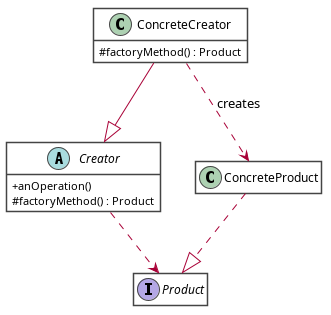 C ConcreteCreator
#factoryMethod() : Product
creates
A Creator
+anOperation()
#factoryMethod() : Product
C ConcreteProduct
I Product